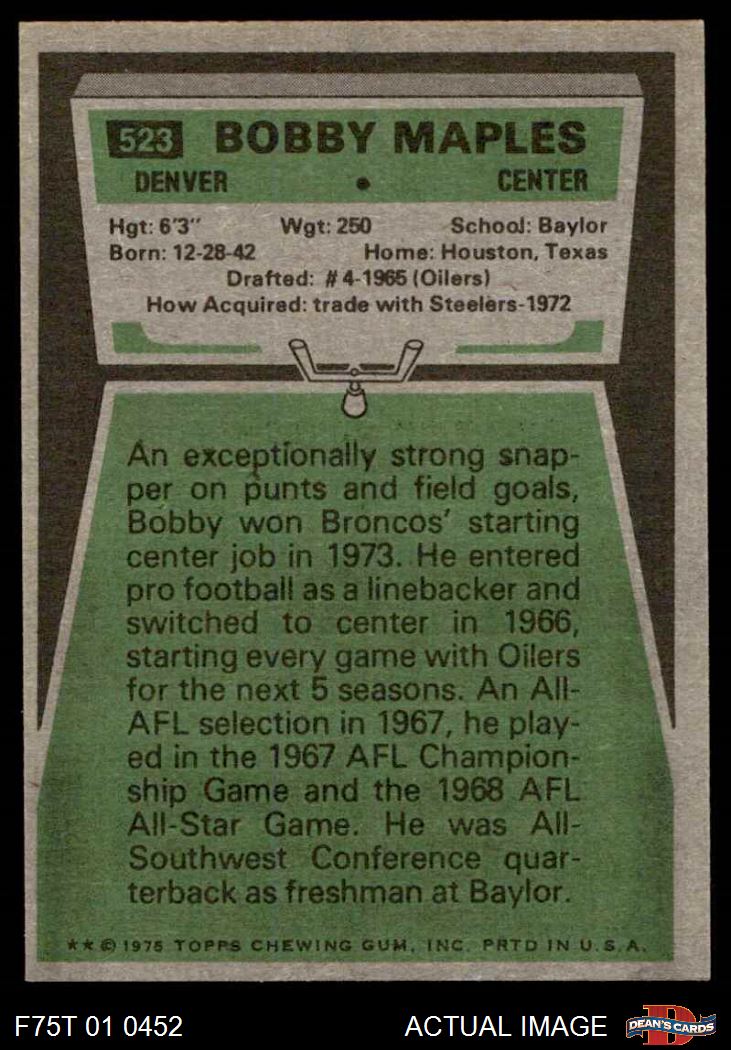 523 BOBBY MAPLES
DENVER • CENTER
Hgt: 6'3" Wgt: 250 School: Baylor
Born: 12-28-42 Home: Houston, Texas
Drafted: #4-1965 (Oilers)
How Acquired: trade with Steelers-1972
An exceptionally strong snap-
per on punts and field goals,
Bobby won Broncos' starting
center job in 1973. He entered
pro football as a linebacker and
switched to center in 1966,
starting every game with Oilers
for the next 5 seasons. An All-
AFL selection in 1967, he play-
ed in the 1967 AFL Champion-
ship Game and the 1968 AFL
All-Star Game. He was All-
Southwest Conference quar-
terback as freshman at Baylor.
**© 1975 TOPPS CHEWING GUM, INC. PRTD IN U.S.A.
F75T 01 0452 ACTUAL IMAGE D DEAN'S CARDS